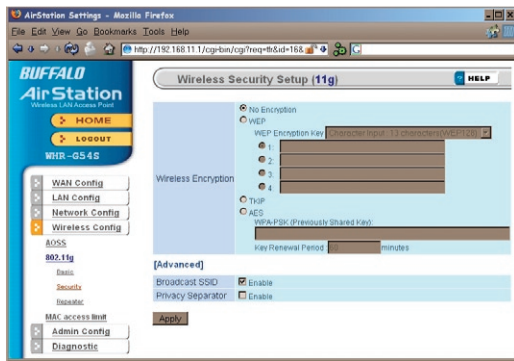 AirStation Settings - Mozilla Firefox
File Edit View Go Bookmarks Tools Help
http://192.168.11.1/cgi-bin/cgi?req=tfr&id=16&
BUFFALO
AirStation
Wireless LAN Access Point
HOME
LOGOUT
WHR-G54S
WAN Config
LAN Config
Network Config
Wireless Config
AOSS
802.11g
Basic
Security
Repeater
MAC access limit
Admin Config
Diagnostic
Wireless Security Setup (11g)
HELP
Wireless Encryption
No Encryption
WEP
WEP Encryption Key Character Input : 13 characters(WEP128)
1:
2:
3:
4
TKIP
AES
WPA-PSK (Previously Shared Key):
Key Renewal Period: minutes
[Advanced]
Broadcast SSID Enable
Privacy Separator Enable
Apply